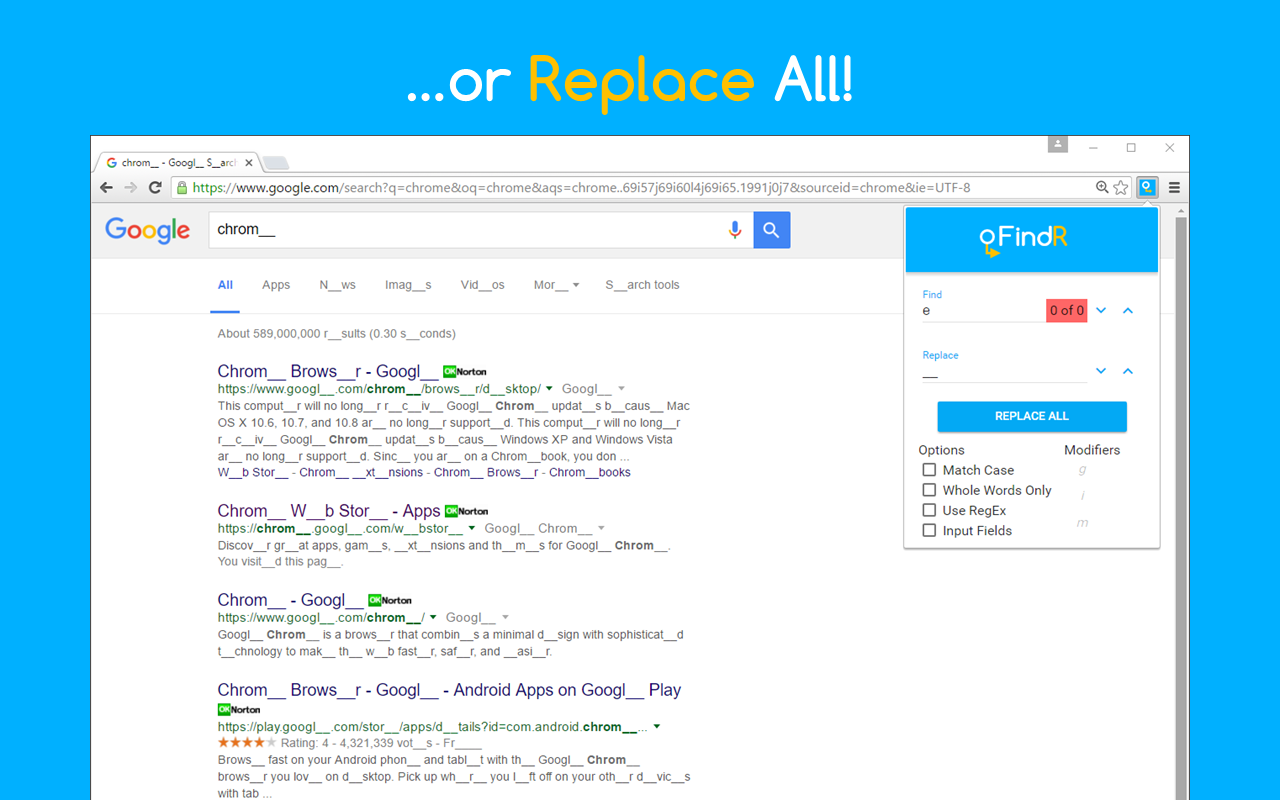 ...or Replace All!
chrom__ - Googl__ S__arch
https://www.google.com/search?q=chrome&oq=chrome&aqs=chrome..69i57j69i60l4j69i65.1991j0j7&sourceid=chrome&ie=UTF-8
Google
chrom__
All Apps N__ws Imag__s Vid__os Mor__ S__arch tools
About 589,000,000 r__sults (0.30 s__conds)
Chrom__ Brows__r - Googl__ OK Norton
https://www.googl__.com/chrom__/brows__r/d__sktop/ Googl__
This comput__r will no long__r r__c__iv__ Googl__ Chrom__ updat__s b__caus__ Mac
OS X 10.6, 10.7, and 10.8 ar__ no long__r support__d. This comput__r will no long__r
r__c__iv__ Googl__ Chrom__ updat__s b__caus__ Windows XP and Windows Vista
ar__ no long__r support__d. Sinc__ you ar__ on a Chrom__book, you don ...
W__b Stor__ - Chrom__ __xt__nsions - Chrom__ Brows__r - Chrom__books
Chrom__ W__b Stor__ - Apps OK Norton
https://chrom__.googl__.com/w__bstor__ Googl__ Chrom__
Discov__r gr__at apps, gam__s, __xt__nsions and th__m__s for Googl__ Chrom__.
You visit__d this pag__.
Chrom__ - Googl__ OK Norton
https://www.googl__.com/chrom__/ Googl__
Googl__ Chrom__ is a brows__r that combin__s a minimal d__sign with sophisticat__d
t__chnology to mak__ th__ w__b fast__r, saf__r, and __asi__r.
Chrom__ Brows__r - Googl__ - Android Apps on Googl__ Play
OK Norton
https://play.googl__.com/stor__/apps/d__tails?id=com.android.chrom__...
Rating: 4 - 4,321,339 vot__s - Fr____
Brows__ fast on your Android phon__ and tabl__t with th__ Googl__ Chrom__
brows__r you lov__ on d__sktop. Pick up wh__r__ you l__ft off on your oth__r d__vic__s
with tab ...
FindR
Find
e 0 of 0
Replace
__
REPLACE ALL
Options Modifiers
Match Case g
Whole Words Only i
Use RegEx
Input Fields m